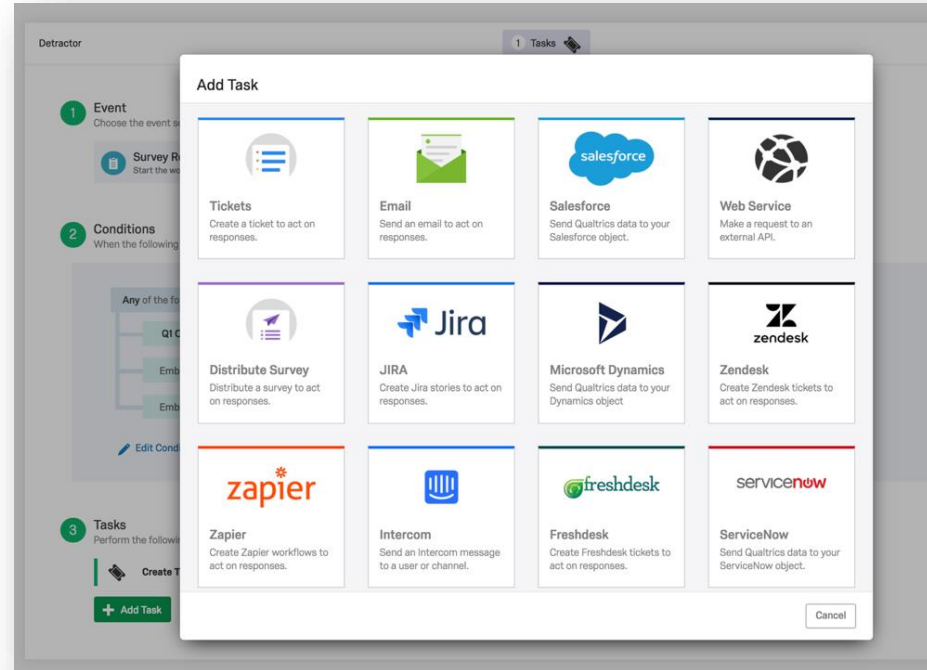 Detractor
1 Tasks
Add Task
1
Event
Choose the event
Survey
Start the
2
Conditions
When the following
Any of the
Q1
Edit
3
Tasks
Perform the
Create
Add Task
Tickets
Create a ticket to act on
responses.
Email
Send an email to act on
responses.
salesforce
Salesforce
Send Qualtrics data to your
Salesforce object.
Web Service
Make a request to an
external API.
Distribute Survey
Distribute a survey to act
on responses.
Jira
JIRA
Create Jira stories to act on
responses.
Microsoft Dynamics
Send Qualtrics data to your
Dynamics object
zendesk
Zendesk
Create Zendesk tickets to
act on responses.
zapier
Zapier
Create Zapier workflows to
act on responses.
Intercom
Send an Intercom message
to a user or channel.
freshdesk
Freshdesk
Create Freshdesk tickets to
act on responses.
servicenow
ServiceNow
Send Qualtrics data to your
ServiceNow object.
Cancel